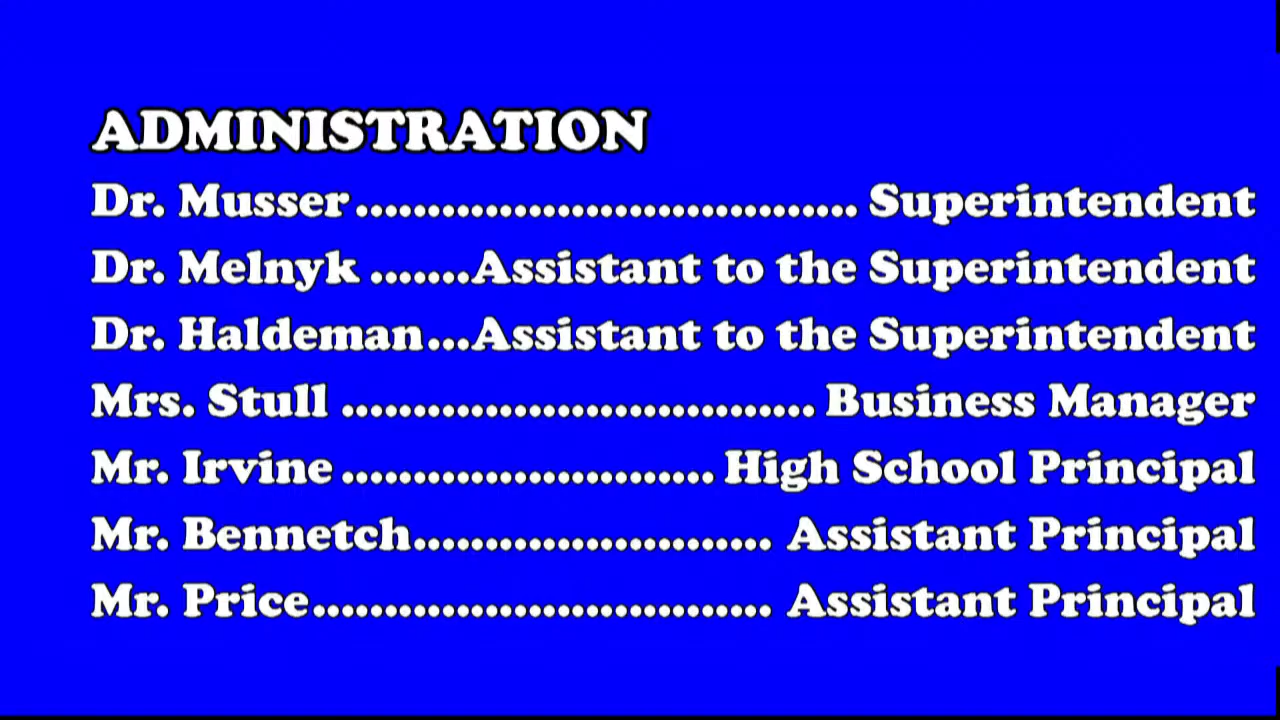 ADMINISTRATION
Dr. Musser................................... Superintendent
Dr. Melnyk .......Assistant to the Superintendent
Dr. Haldeman...Assistant to the Superintendent
Mrs. Stull ................................. Business Manager
Mr. Irvine .......................... High School Principal
Mr. Bennetch......................... Assistant Principal
Mr. Price................................ Assistant Principal